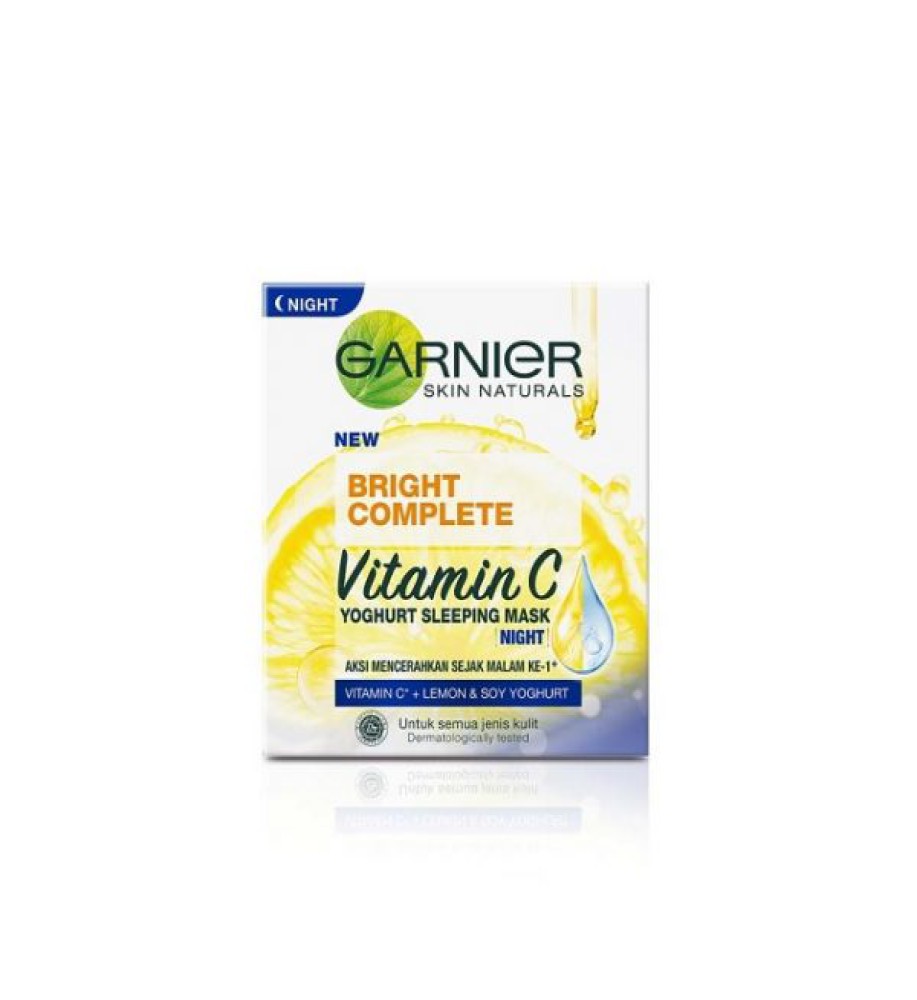 NIGHT
GARNIER
SKIN NATURALS
NEW
BRIGHT
COMPLETE
Vitamin C
YOGHURT SLEEPING MASK
NIGHT
AKSI MENCERAHKAN SEJAK MALAM KE-1+
VITAMIN C* + LEMON & SOY YOGHURT
Untuk semua jenis kulit
Dermatologically tested